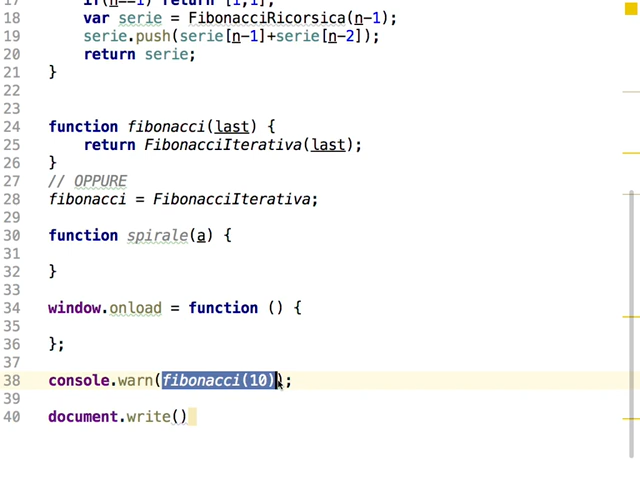 17 if(n==1) return [1,1];
18 var serie = FibonacciRicorsica(n-1);
19 serie.push(serie[n-1]+serie[n-2]);
20 return serie;
21 }
22
23
24 function fibonacci(last) {
25 return FibonacciIterativa(last);
26 }
27 // OPPURE
28 fibonacci = FibonacciIterativa;
29
30 function spirale(a) {
31
32 }
33
34 window.onload = function () {
35
36 };
37
38 console.warn(fibonacci(10));
39
40 document.write()